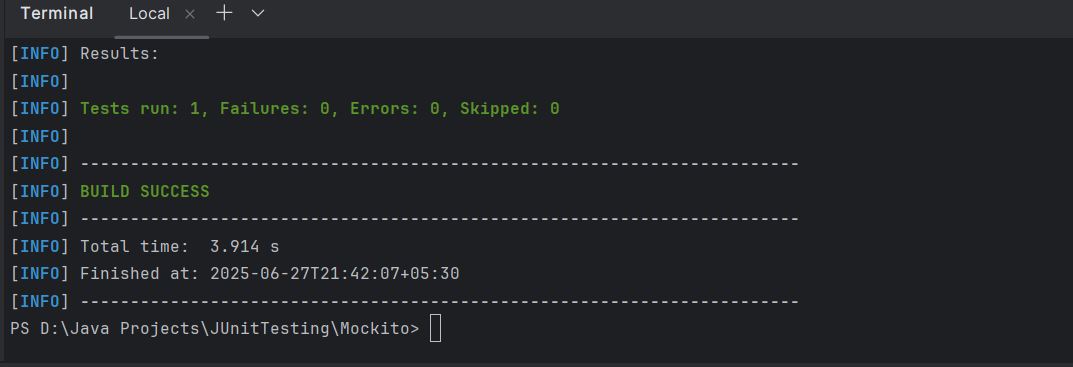 Terminal Local × + ⌄
[INFO] Results:
[INFO]
[INFO] Tests run: 1, Failures: 0, Errors: 0, Skipped: 0
[INFO]
[INFO] ------------------------------------------------------------------------
[INFO] BUILD SUCCESS
[INFO] ------------------------------------------------------------------------
[INFO] Total time:  3.914 s
[INFO] Finished at: 2025-06-27T21:42:07+05:30
[INFO] ------------------------------------------------------------------------
PS D:\Java Projects\JUnitTesting\Mockito>